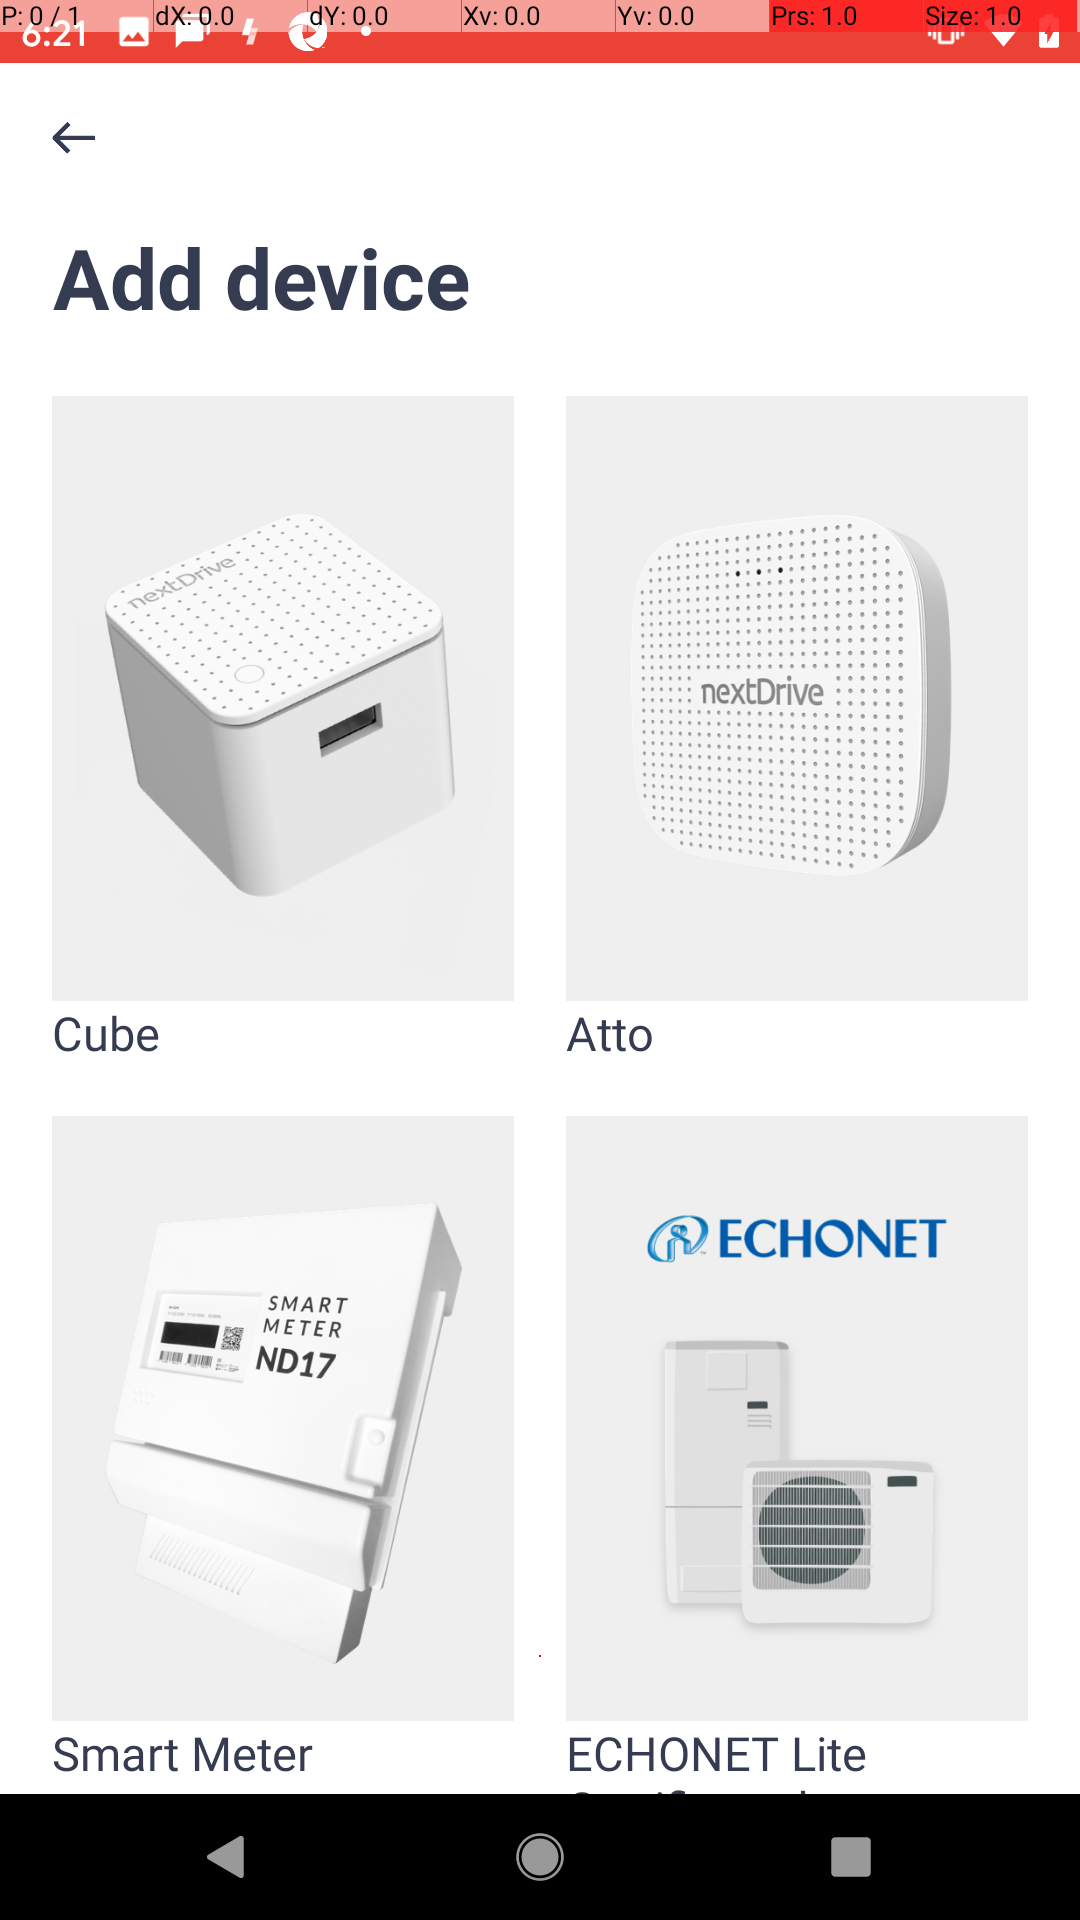 P: 0 / 1 dX: 0.0 dY: 0.0 Xv: 0.0 Yv: 0.0 Prs: 1.0 Size: 1.0
6:21
Add device
nextDrive
nextDrive
Cube
Atto
SMART
METER
ND17
ECHONET
Smart Meter
ECHONET Lite